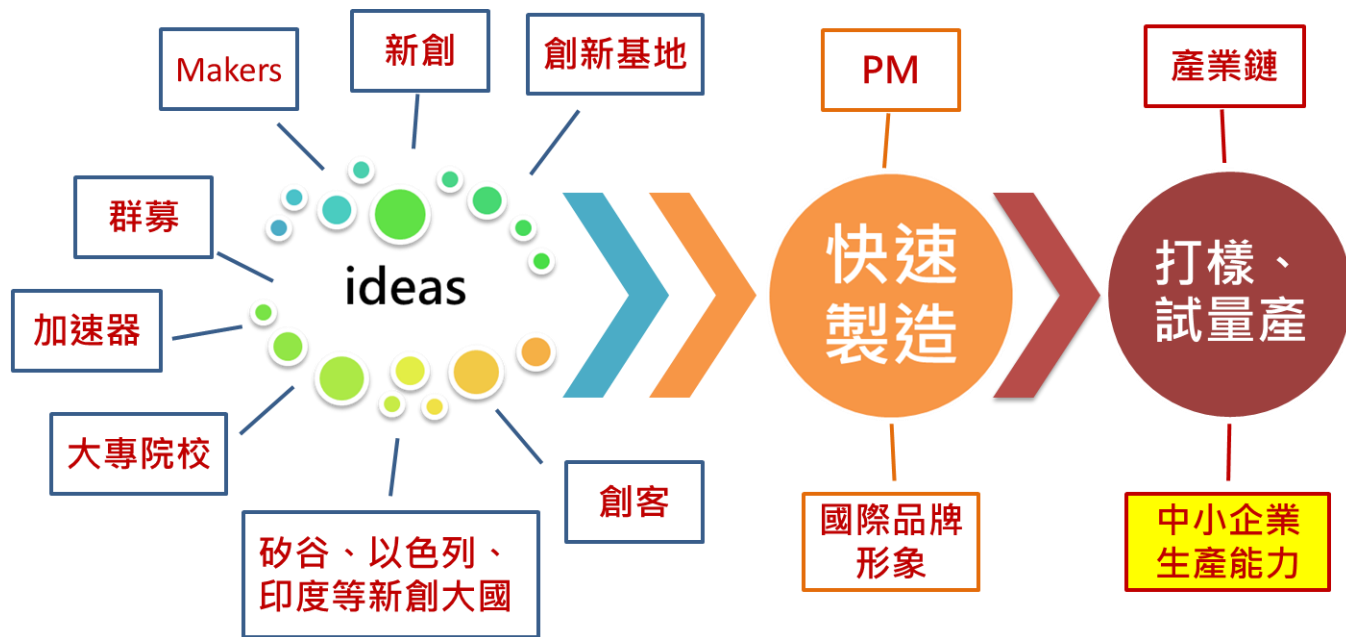 Makers
新創
創新基地
群募
加速器
大專院校
矽谷、以色列、
印度等新創大國
創客
ideas
PM
快速
製造
國際品牌
形象
產業鏈
打樣、
試量產
中小企業
生產能力